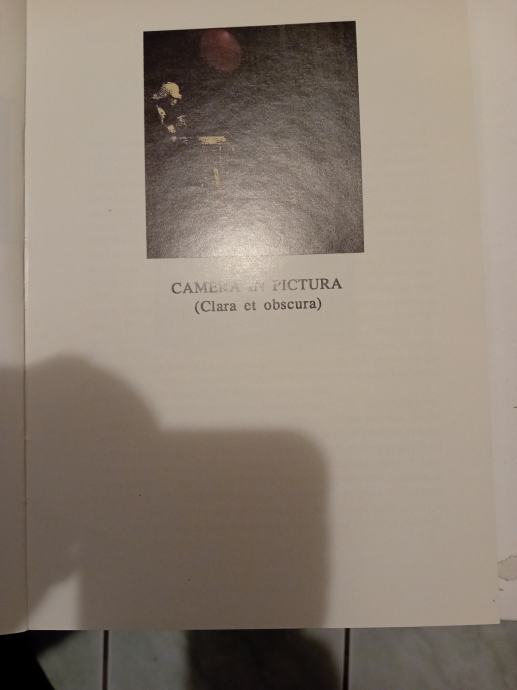 CAMERA IN PICTURA
(Clara et obscura)